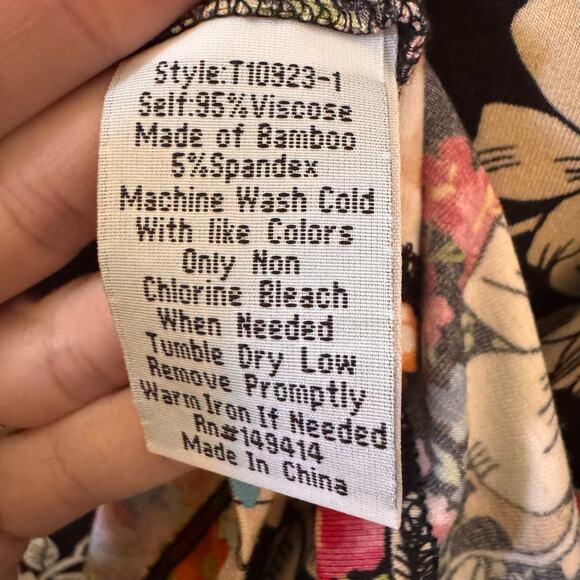 Style:T10923-1
Self:95%Viscose
Made of Bamboo
5%Spandex
Machine Wash Cold
With like Colors
Only Non
Chlorine Bleach
When Needed
Tumble Dry Low
Remove Promptly
Warm Iron If Needed
Rn#149414
Made In China